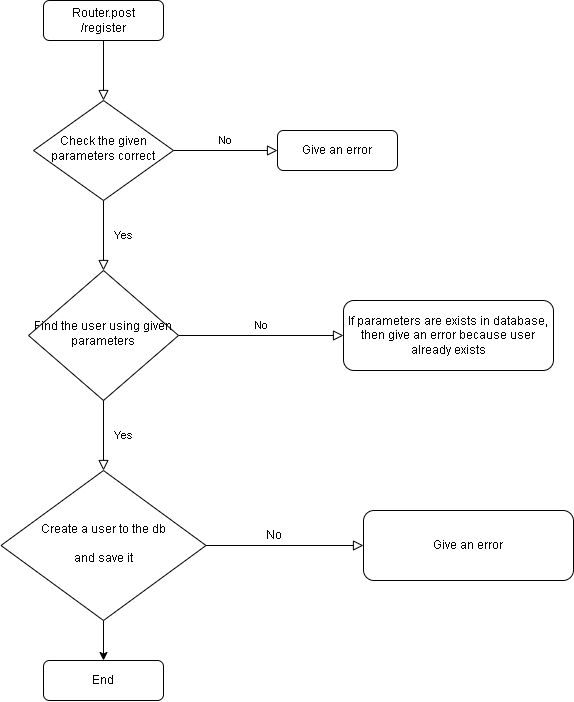 Router.post
/register
Check the given
parameters correct
No
Give an error
Yes
Find the user using given
parameters
No
If parameters are exists in database,
then give an error because user
already exists
Yes
Create a user to the db
and save it
No
Give an error
End